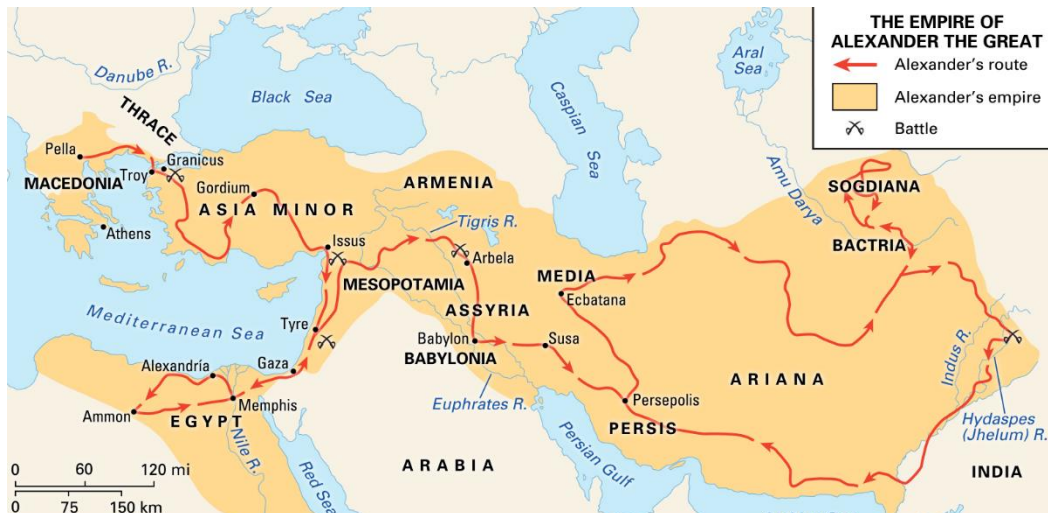 THE EMPIRE OF
ALEXANDER THE GREAT
Alexander's route
Alexander's empire
Battle
Aral
Sea
Danube R.
Black Sea
Caspian
Sea
THRACE
Pella
Granicus
MACEDONIA
Troy
Gordium
ASIA MINOR
ARMENIA
Amu Darya
SOGDIANA
Athens
Tigris R.
Issus
Arbela
BACTRIA
MEDIA
MESOPOTAMIA
Ecbatana
Mediterranean Sea
Tyre
ASSYRIA
Babylon
Susa
BABYLONIA
Indus R.
Alexandría
Gaza
ARIANA
Ammon
Memphis
Euphrates R.
Persepolis
EGYPT
PERSIS
Hydaspes
(Jhelum) R.
Nile R.
Red Sea
ARABIA
Persian Gulf
INDIA
0 60 120 mi
0 75 150 km